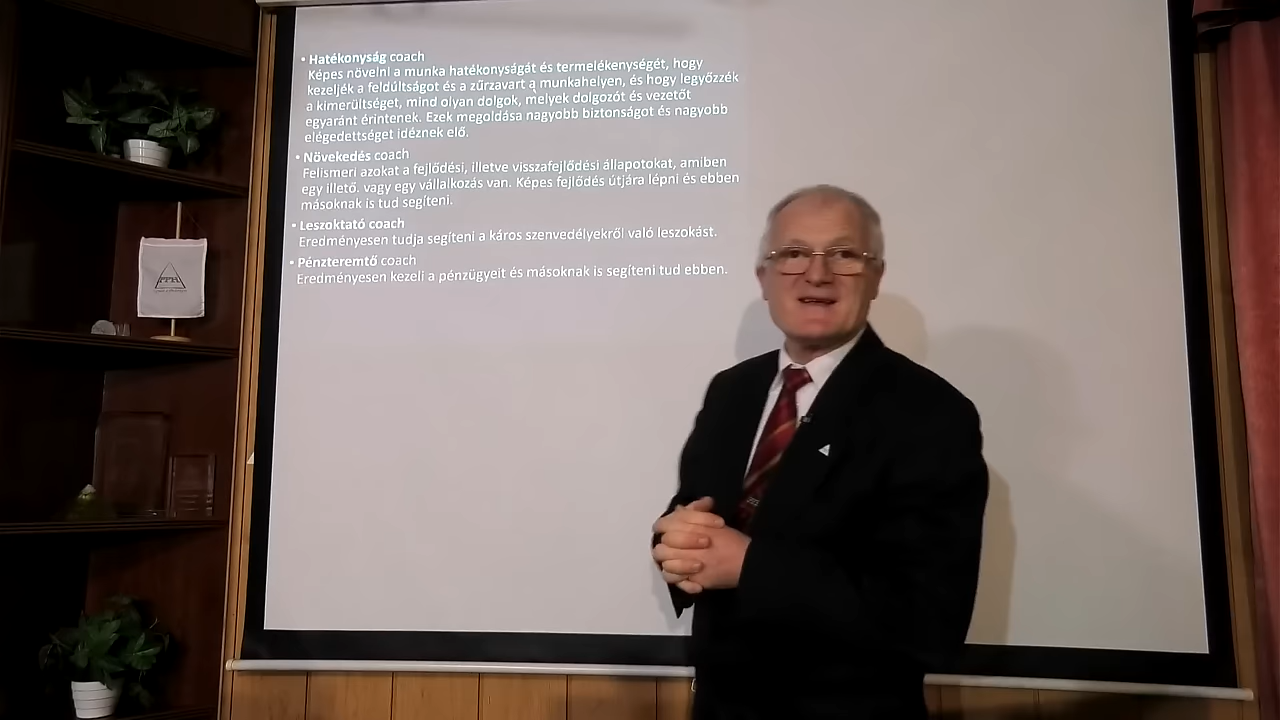 • Hatékonyság coach
Képes növelni a munka hatékonyságát és termelékenységét, hogy
kezeljék a feldúltságot és a zűrzavart a munkahelyen, és hogy legyőzzék
a kimerültséget, mind olyan dolgok, melyek dolgozót és vezetőt
egyaránt érintenek. Ezek megoldása nagyobb biztonságot és nagyobb
elégedettséget idéznek elő.
• Növekedés coach
Felismeri azokat a fejlődési, illetve visszafejlődési állapotokat, amiben
egy illető. vagy egy vállalkozás van. Képes fejlődés útjára lépni és ebben
másoknak is tud segíteni.
• Leszoktató coach
Eredményesen tudja segíteni a káros szenvedélyekről való leszokást.
• Pénzteremtő coach
Eredményesen kezeli a pénzügyeit és másoknak is segíteni tud ebben.